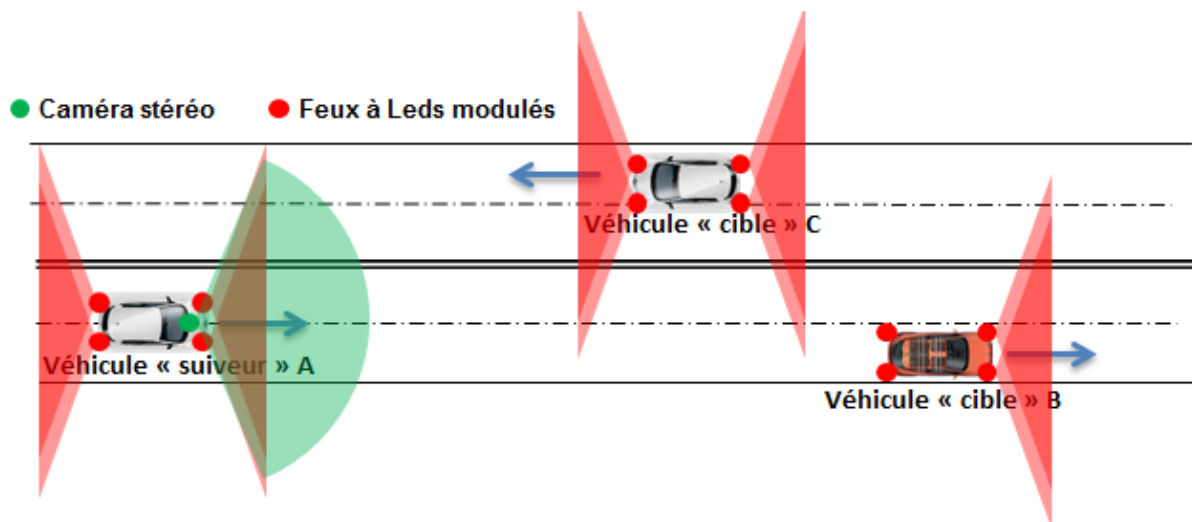 Caméra stéréo
Feux à Leds modulés
Véhicule « cible » C
Véhicule « suiveur » A
Véhicule « cible » B